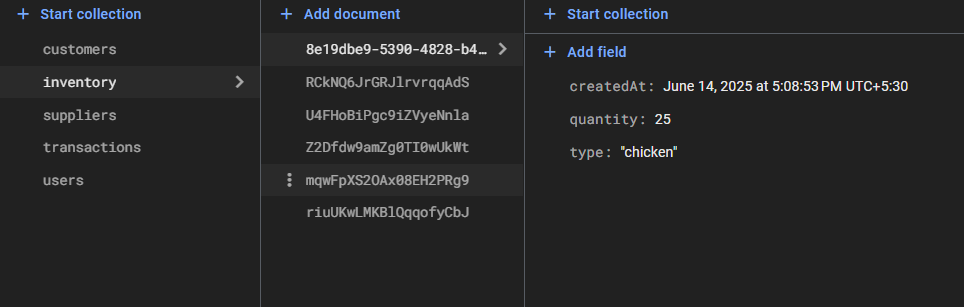 Start collection
customers
inventory
suppliers
transactions
users
Add document
8e19dbe9-5390-4828-b4…
RCkNQ6JrGRJlrvrqqAdS
U4FHoBiPgc9iZVyeNnla
Z2Dfdw9amZg0TI0wUkWt
mqwFpXS2OAx08EH2PRg9
riuUKwLMKBlQqqofyCbJ
Start collection
Add field
createdAt: June 14, 2025 at 5:08:53 PM UTC+5:30
quantity: 25
type: "chicken"